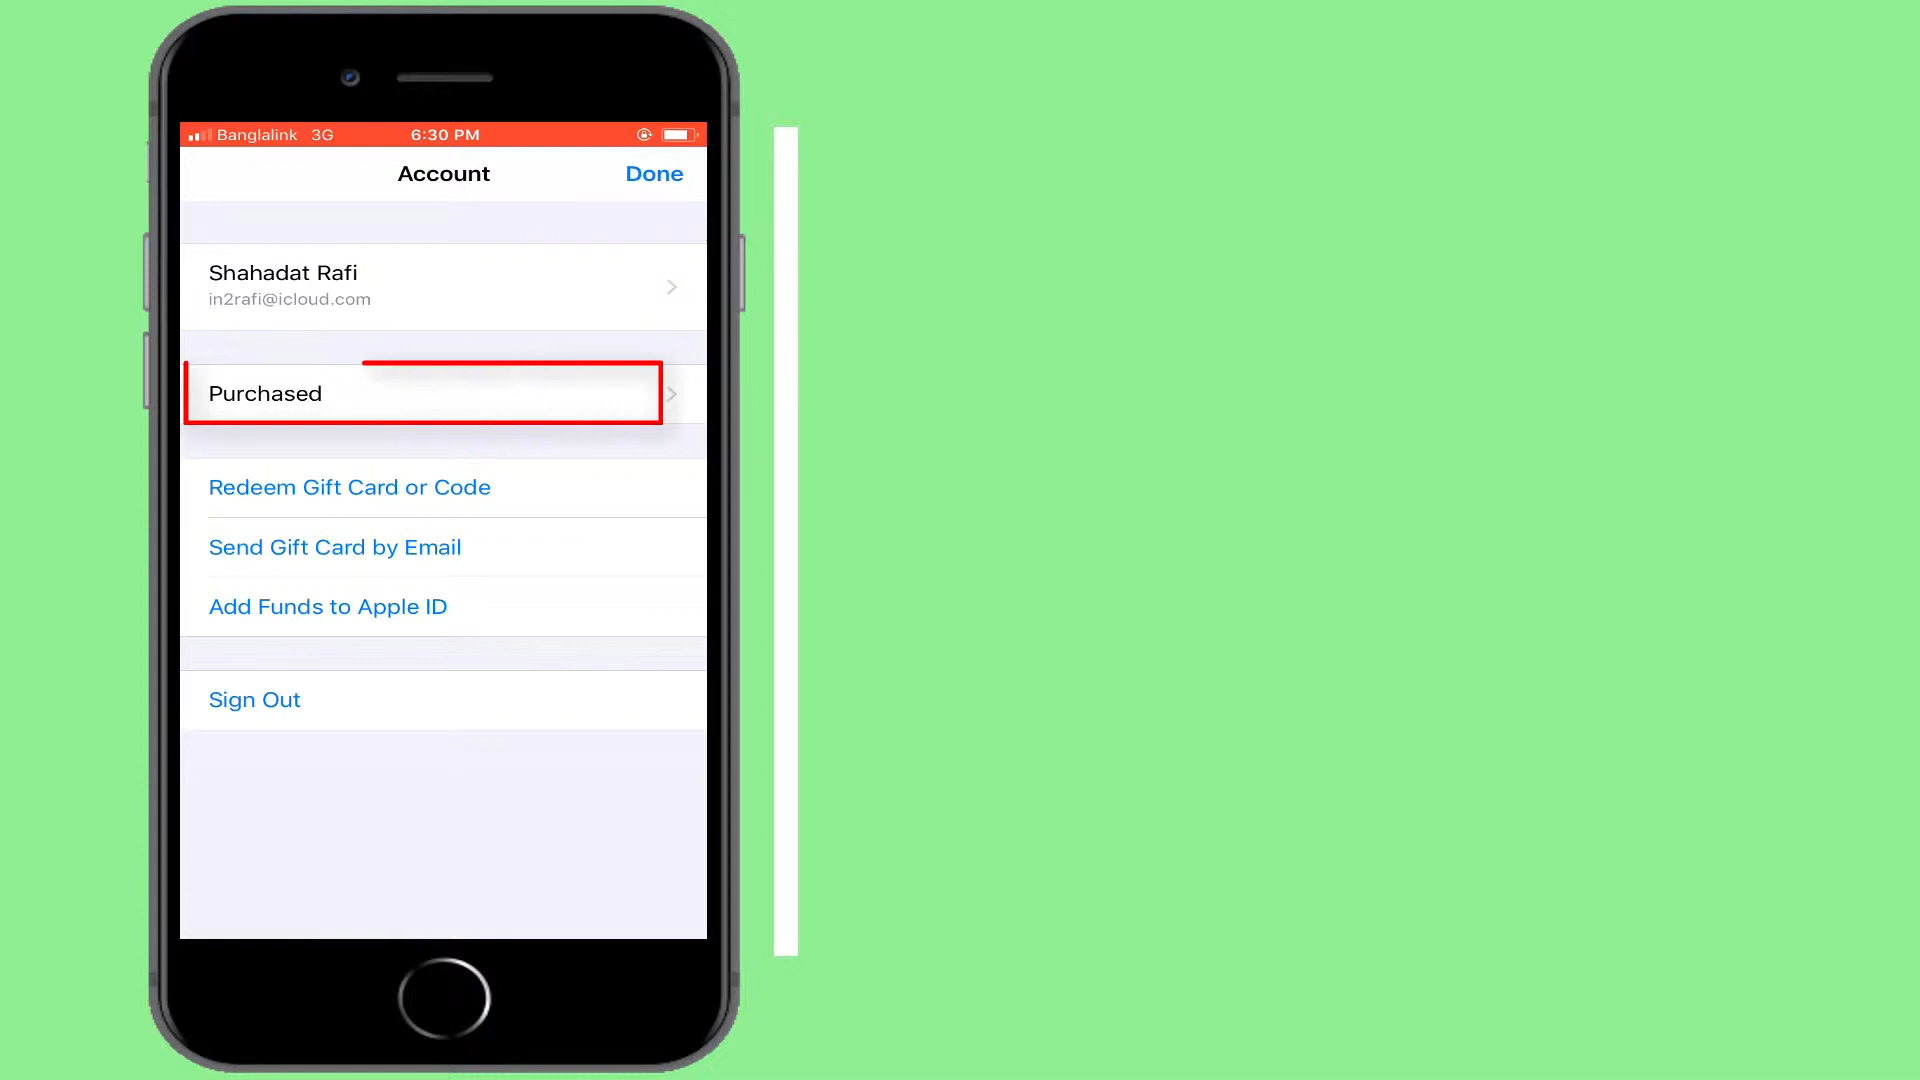 Banglalink 3G 6:30 PM
Account Done
Shahadat Rafi
in2rafi@icloud.com
Purchased
Redeem Gift Card or Code
Send Gift Card by Email
Add Funds to Apple ID
Sign Out